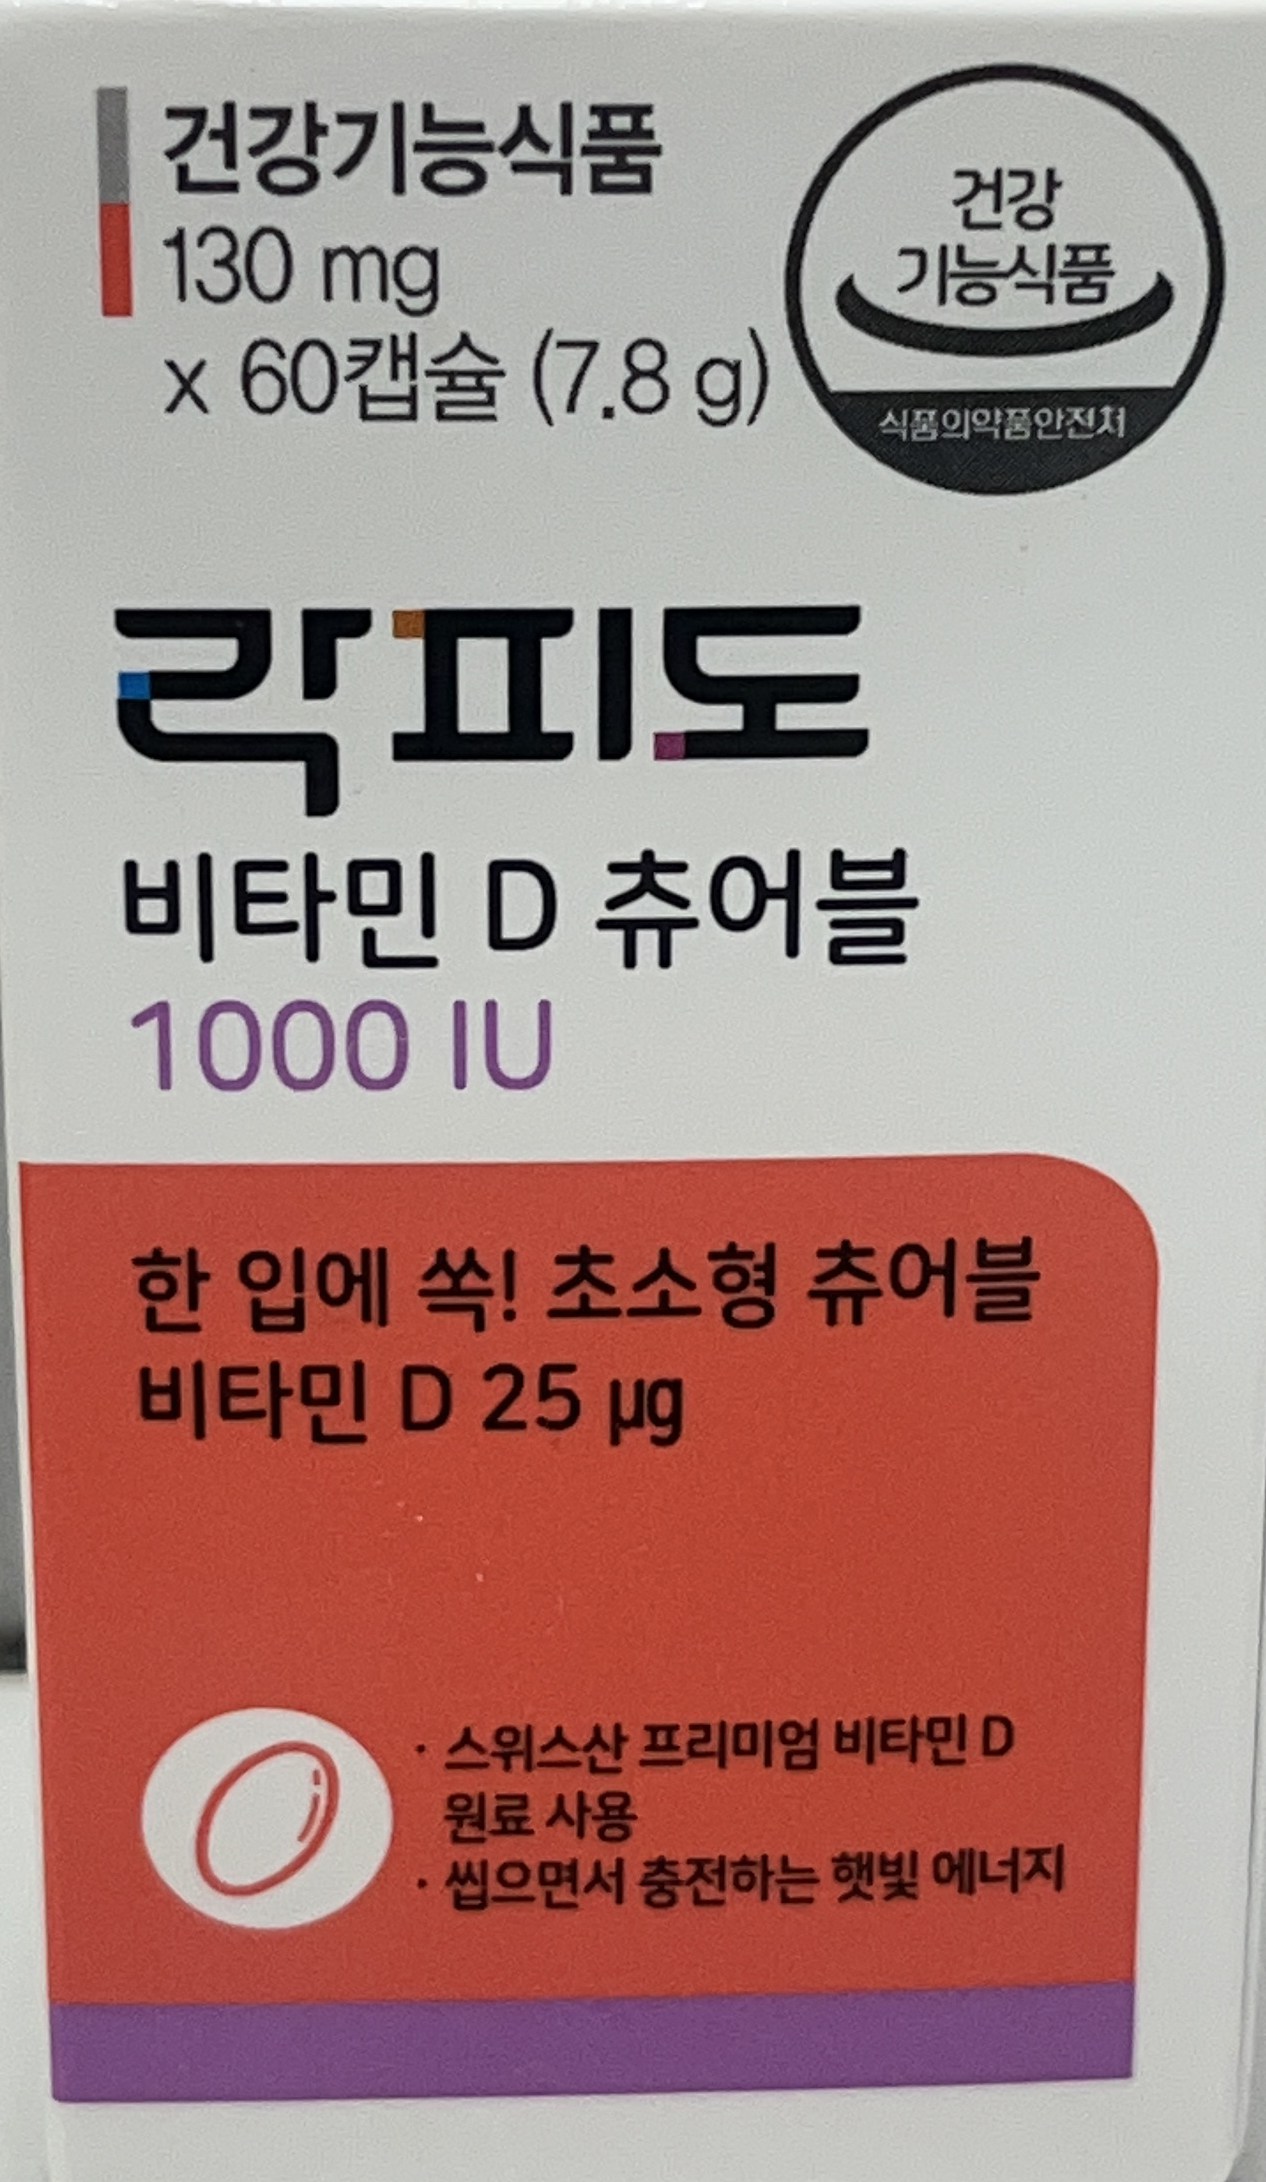 건강기능식품
130 mg
x 60캡슐 (7.8 g)
건강
기능식품
식품의약품안전처
락피도
비타민 D 츄어블
1000 IU
한 입에 쏙! 초소형 츄어블
비타민 D 25 µg
· 스위스산 프리미엄 비타민 D
원료 사용
· 씹으면서 충전하는 햇빛 에너지